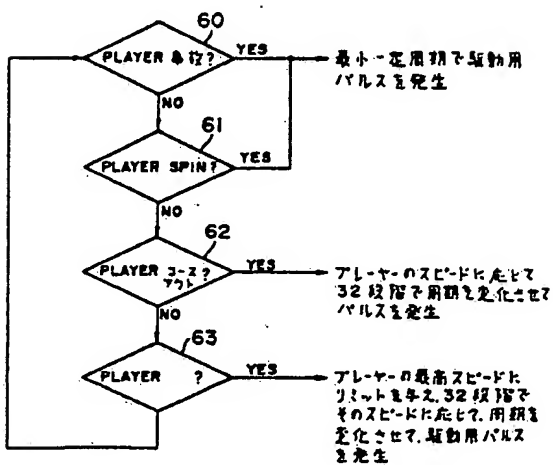 60
PLAYER 事故?
YES
最小一定周期で駆動用
パルスを発生
NO
61
PLAYER SPIN?
YES
NO
62
PLAYER コースアウト?
YES
プレーヤーのスピードに応じて
32段階で周期を変化させて
パルスを発生
NO
63
PLAYER ?
YES
プレーヤーの最高スピードに
リミットを与え、32段階で
そのスピードに応じて、周期を
変化させて、駆動用パルス
を発生